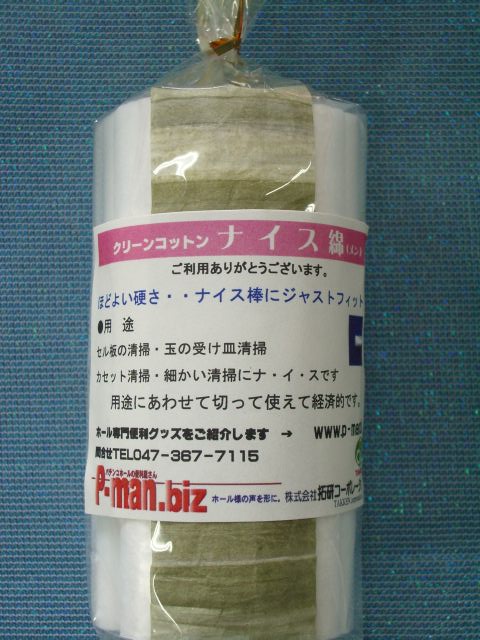 クリーンコットン ナイス綿(メン)
ご利用ありがとうございます。
ほどよい硬さ・・ナイス棒にジャストフィット
●用 途
セル板の清掃・玉の受け皿清掃
カセット清掃・細かい清掃にナ・イ・スです
用途にあわせて切って使えて経済的です。
ホール専門便利グッズをご紹介します → www.p-man
問合せTEL047-367-7115
パチンコホールの便利屋さん
P-man.biz
ホール様の声を形に。株式会社 拓研コーポレーシ
TAKKEN